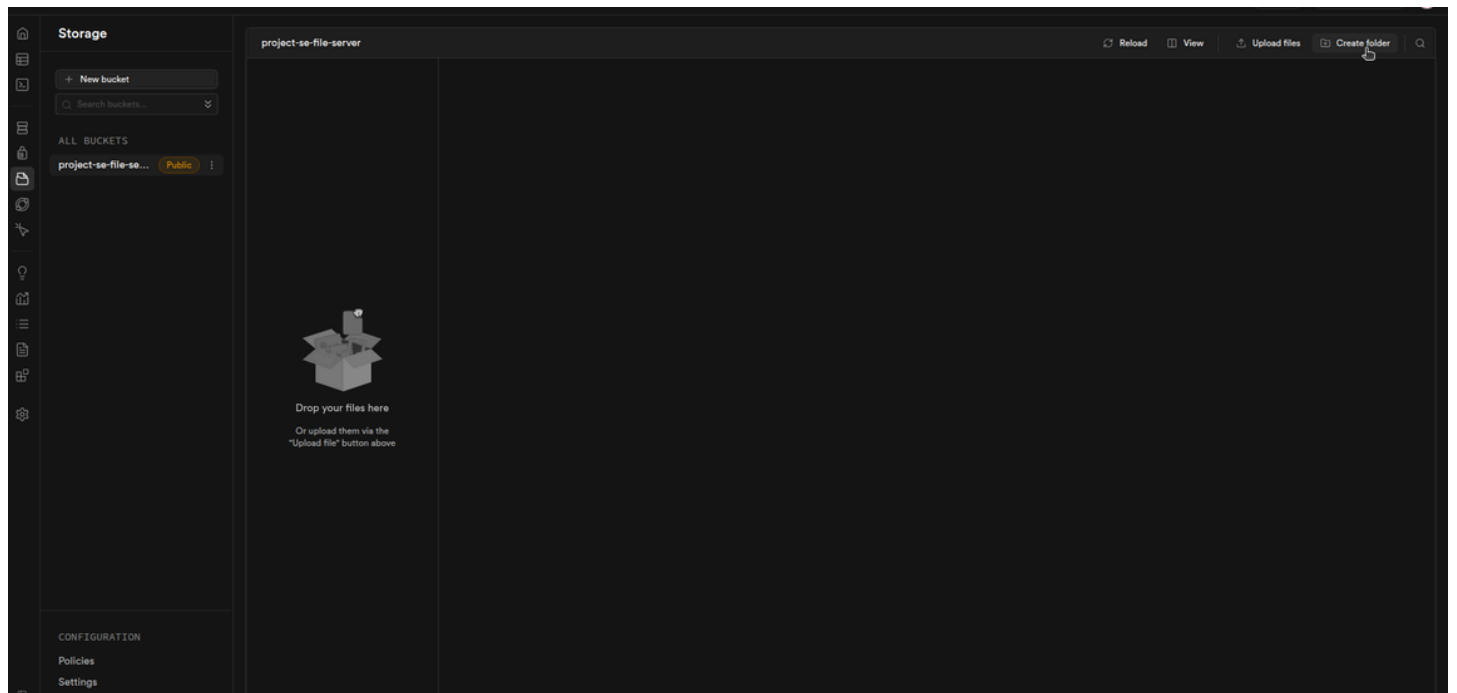 Storage
New bucket
Search buckets...
ALL BUCKETS
project-se-file-se... Public
CONFIGURATION
Policies
Settings
project-se-file-server
Reload View Upload files Create folder
Drop your files here
Or upload them via the
"Upload file" button above